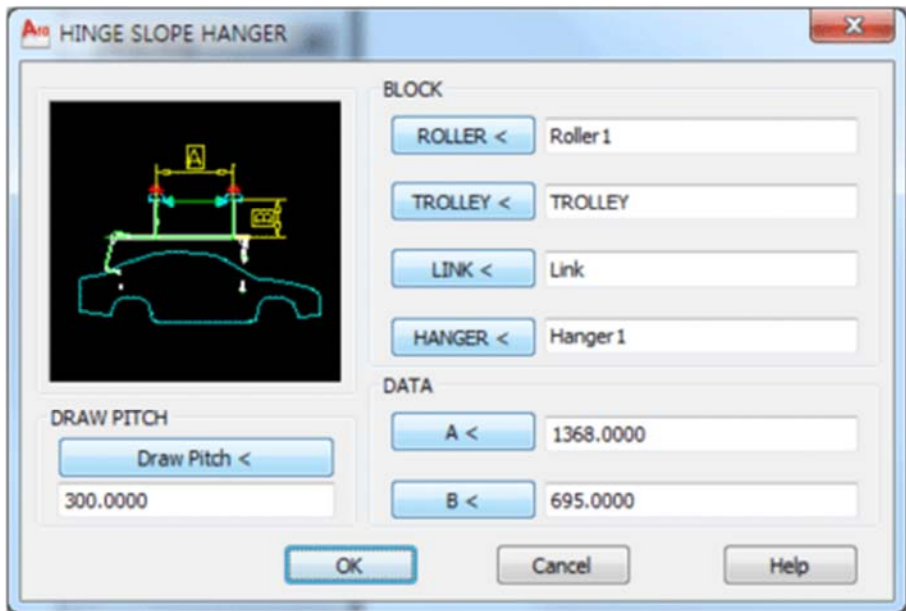 HINGE SLOPE HANGER
BLOCK
ROLLER < Roller1
TROLLEY < TROLLEY
LINK < Link
HANGER < Hanger1
A
B
DRAW PITCH
Draw Pitch <
300.0000
DATA
A < 1368.0000
B < 695.0000
OK Cancel Help